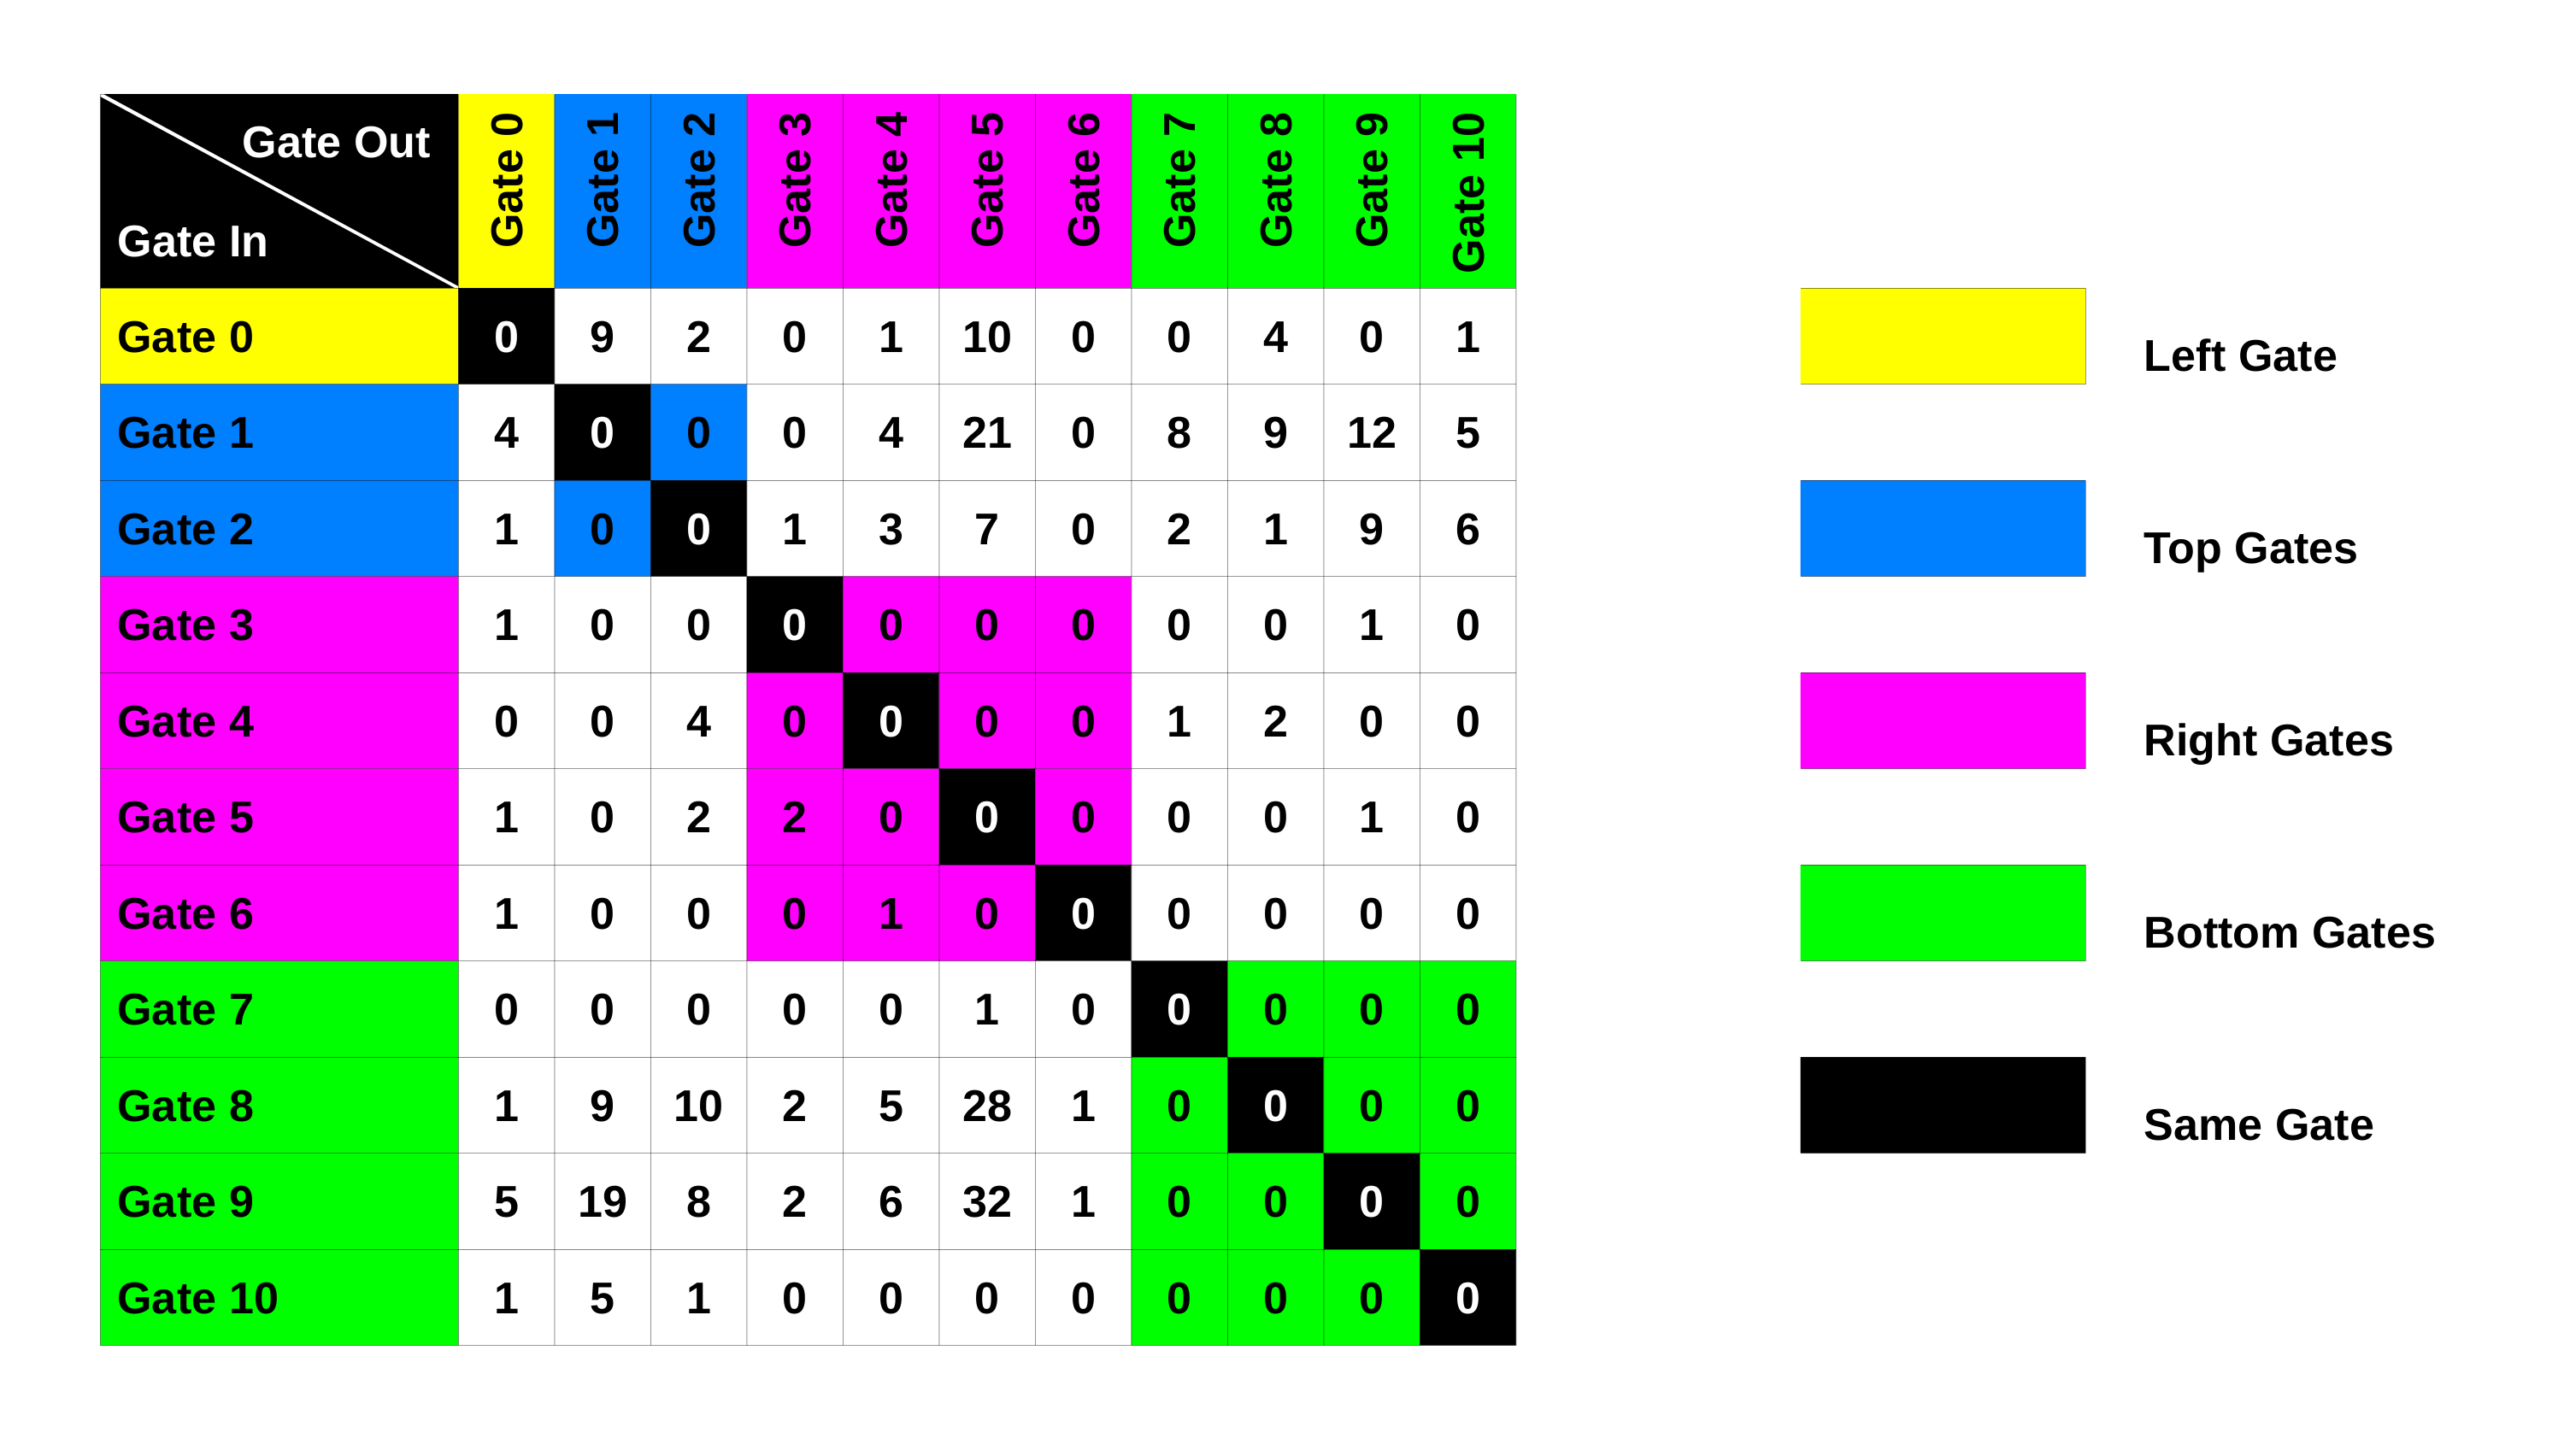 Gate Out
Gate In
Gate 0 Gate 1 Gate 2 Gate 3 Gate 4 Gate 5 Gate 6 Gate 7 Gate 8 Gate 9 Gate 10
Gate 0 0 9 2 0 1 10 0 0 4 0 1
Gate 1 4 0 0 0 4 21 0 8 9 12 5
Gate 2 1 0 0 1 3 7 0 2 1 9 6
Gate 3 1 0 0 0 0 0 0 0 0 1 0
Gate 4 0 0 4 0 0 0 0 1 2 0 0
Gate 5 1 0 2 2 0 0 0 0 0 1 0
Gate 6 1 0 0 0 1 0 0 0 0 0 0
Gate 7 0 0 0 0 0 1 0 0 0 0 0
Gate 8 1 9 10 2 5 28 1 0 0 0 0
Gate 9 5 19 8 2 6 32 1 0 0 0 0
Gate 10 1 5 1 0 0 0 0 0 0 0 0
Left Gate
Top Gates
Right Gates
Bottom Gates
Same Gate